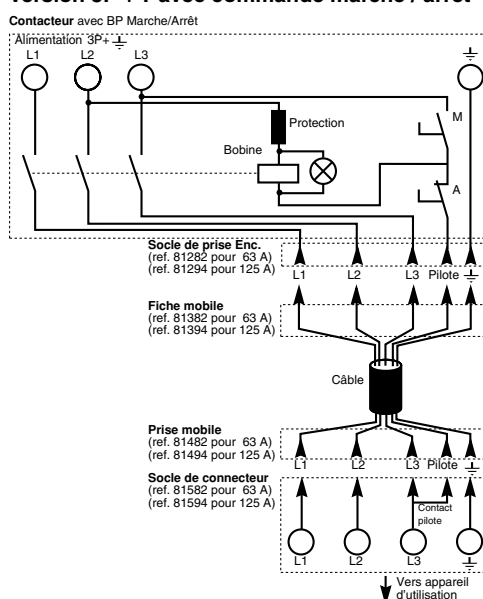 Contacteur avec BP Marche/Arrêt
Alimentation 3P+
L1 L2 L3
M
Protection
Bobine
A
Socle de prise Enc.
(ref. 81282 pour 63 A)
(ref. 81294 pour 125 A)
L1 L2 L3 Pilote
Fiche mobile
(ref. 81382 pour 63 A)
(ref. 81394 pour 125 A)
Câble
Prise mobile
(ref. 81482 pour 63 A)
(ref. 81494 pour 125 A)
L1 L2 L3 Pilote
Socle de connecteur
(ref. 81582 pour 63 A)
(ref. 81594 pour 125 A)
Contact
pilote
L1 L2 L3
Vers appareil
d'utilisation